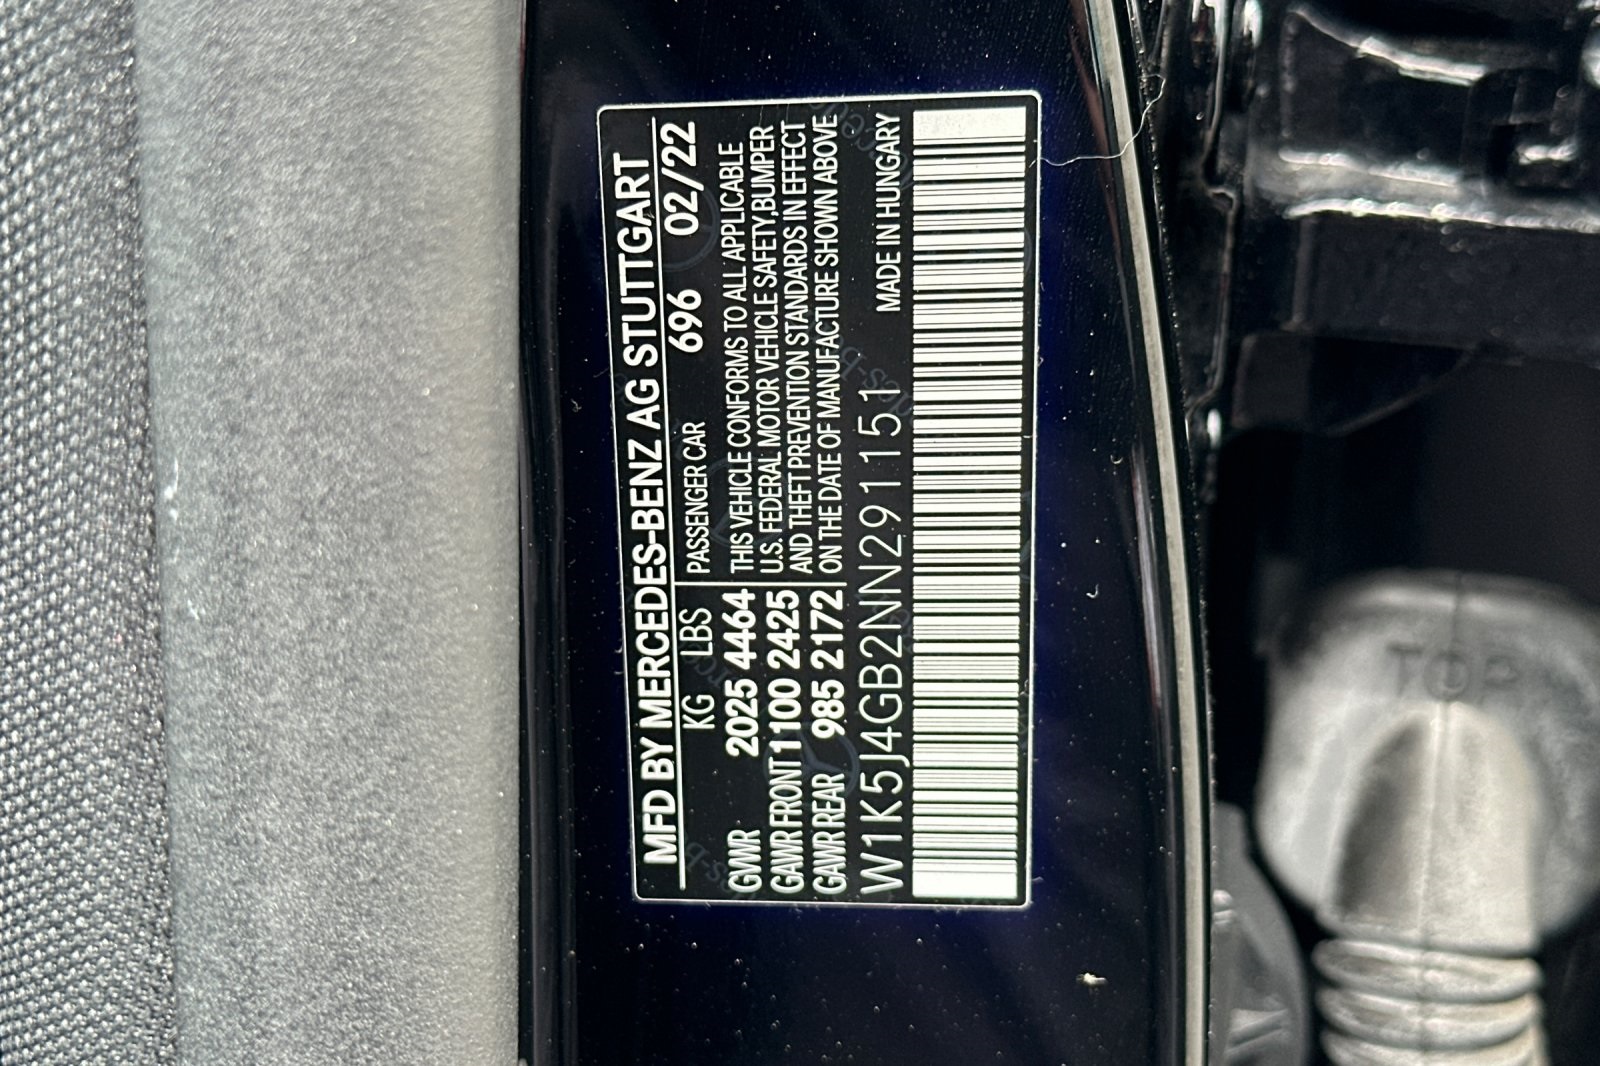 MFD BY MERCEDES-BENZ AG STUTTGART
KG LBS PASSENGER CAR 696 02/22
GVWR 2025 4464 THIS VEHICLE CONFORMS TO ALL APPLICABLE
GAWR FRONT 1100 2425 U.S. FEDERAL MOTOR VEHICLE SAFETY,BUMPER
GAWR REAR 985 2172 AND THEFT PREVENTION STANDARDS IN EFFECT
ON THE DATE OF MANUFACTURE SHOWN ABOVE
W1K5J4GB2NN291151 MADE IN HUNGARY
TOP